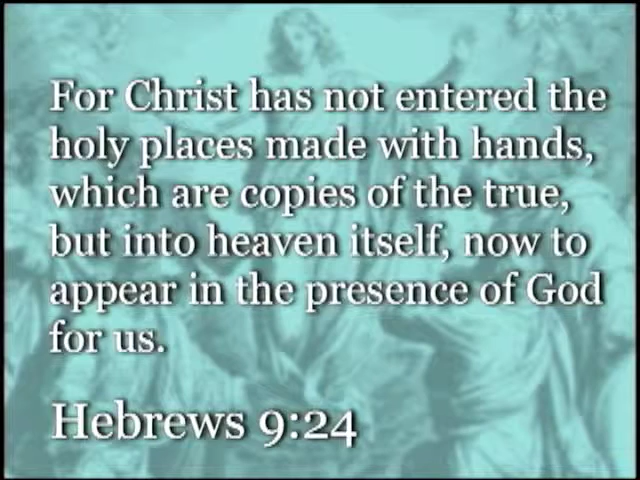 For Christ has not entered the
holy places made with hands,
which are copies of the true,
but into heaven itself, now to
appear in the presence of God
for us.
Hebrews 9:24